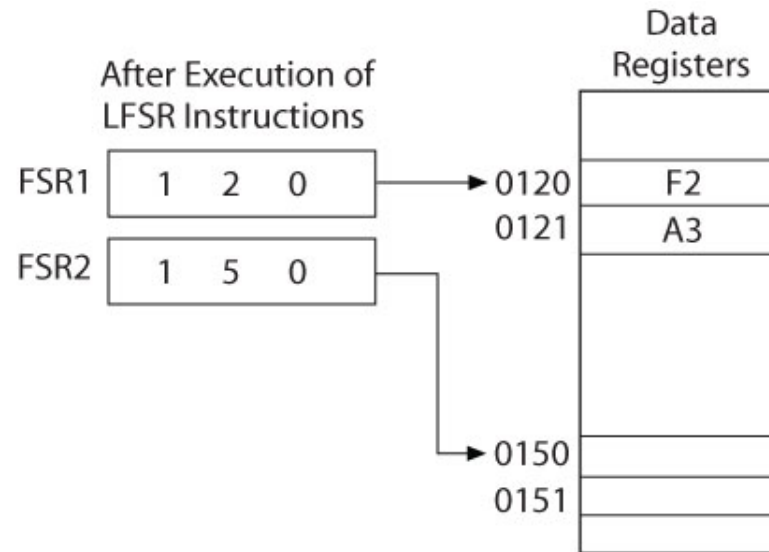 Data
Registers
After Execution of
LFSR Instructions
FSR1 1 2 0 0120 F2
0121 A3
FSR2 1 5 0
0150
0151